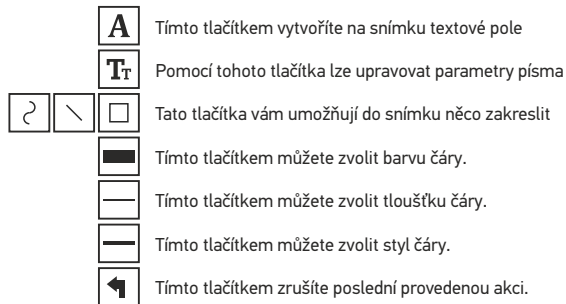 A Tímto tlačítkem vytvoříte na snímku textové pole
TT Pomocí tohoto tlačítka lze upravovat parametry písma
Tato tlačítka vám umožňují do snímku něco zakreslit
Tímto tlačítkem můžete zvolit barvu čáry.
Tímto tlačítkem můžete zvolit tloušťku čáry.
Tímto tlačítkem můžete zvolit styl čáry.
Tímto tlačítkem zrušíte poslední provedenou akci.